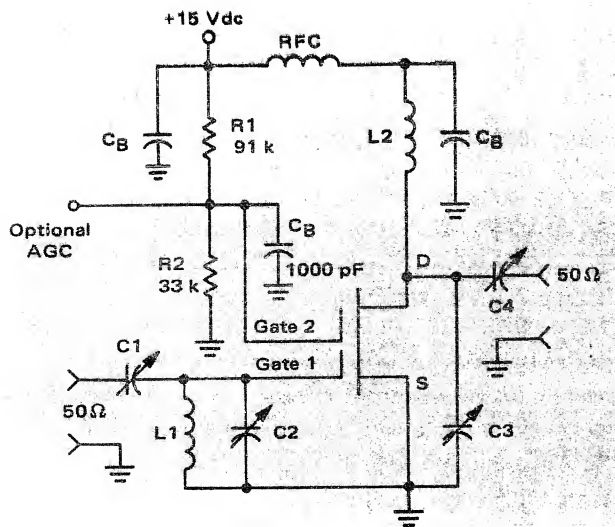 +15 Vdc
RFC
CB
R1
91 k
L2
CB
Optional
AGC
CB
1000 pF
R2
33 k
D
50Ω
C4
Gate 2
C1
Gate 1
S
50Ω
L1
C2
C3